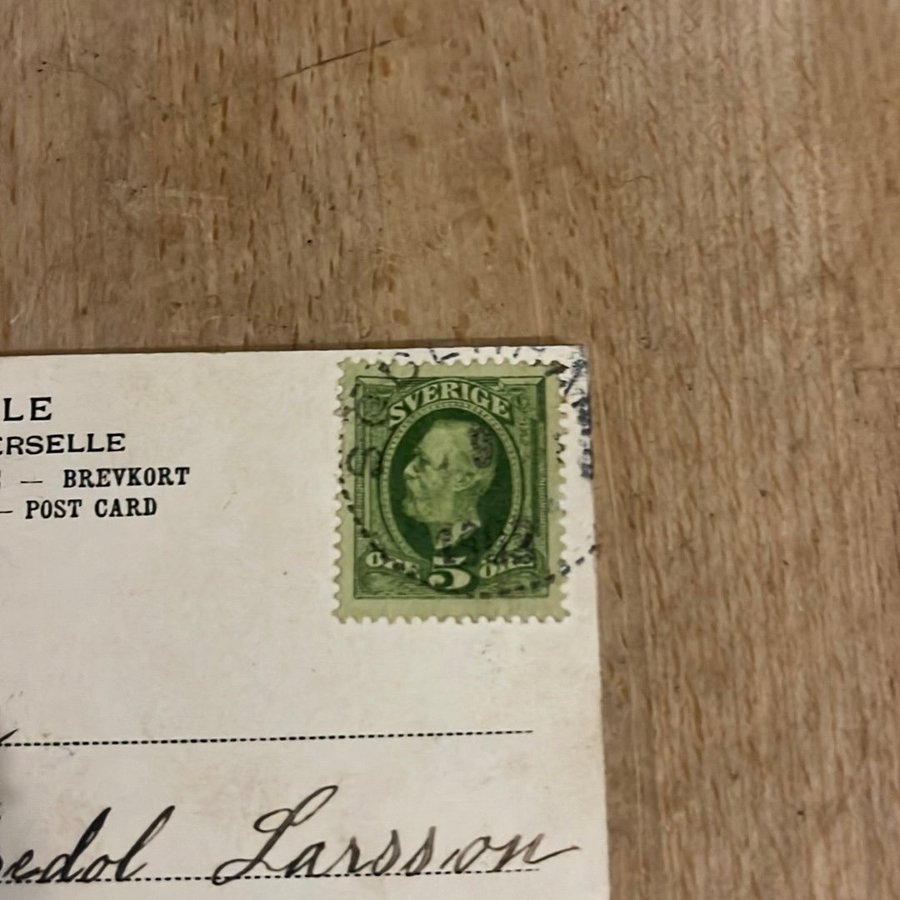 LE
ERSELLE
— BREVKORT
— POST CARD
SVERIGE
ÖRE 5 ÖRE
Larsson